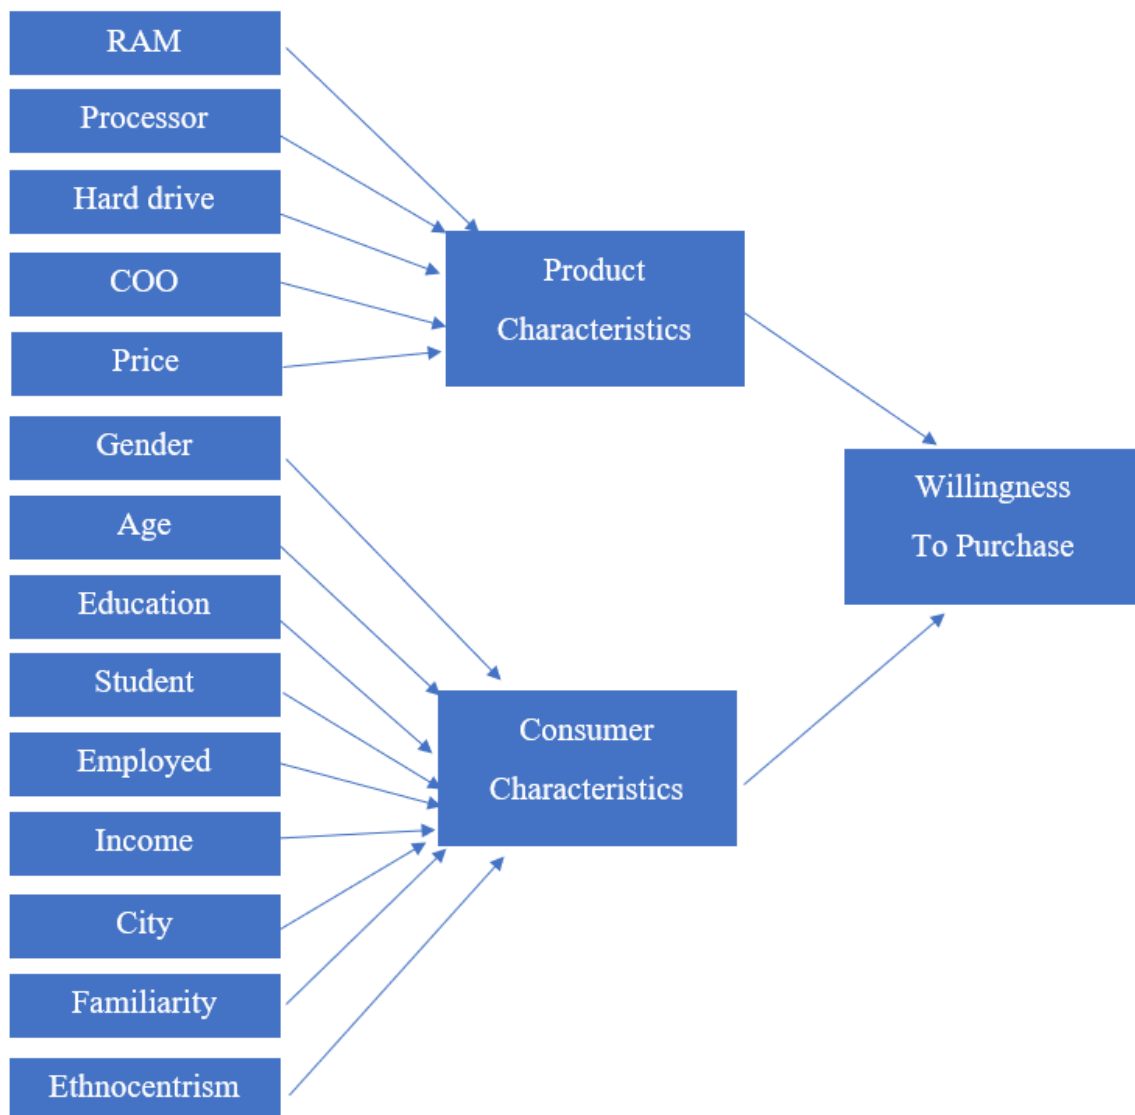 RAM
Processor
Hard drive
COO
Price
Gender
Age
Education
Student
Employed
Income
City
Familiarity
Ethnocentrism
Product
Characteristics
Consumer
Characteristics
Willingness
To Purchase